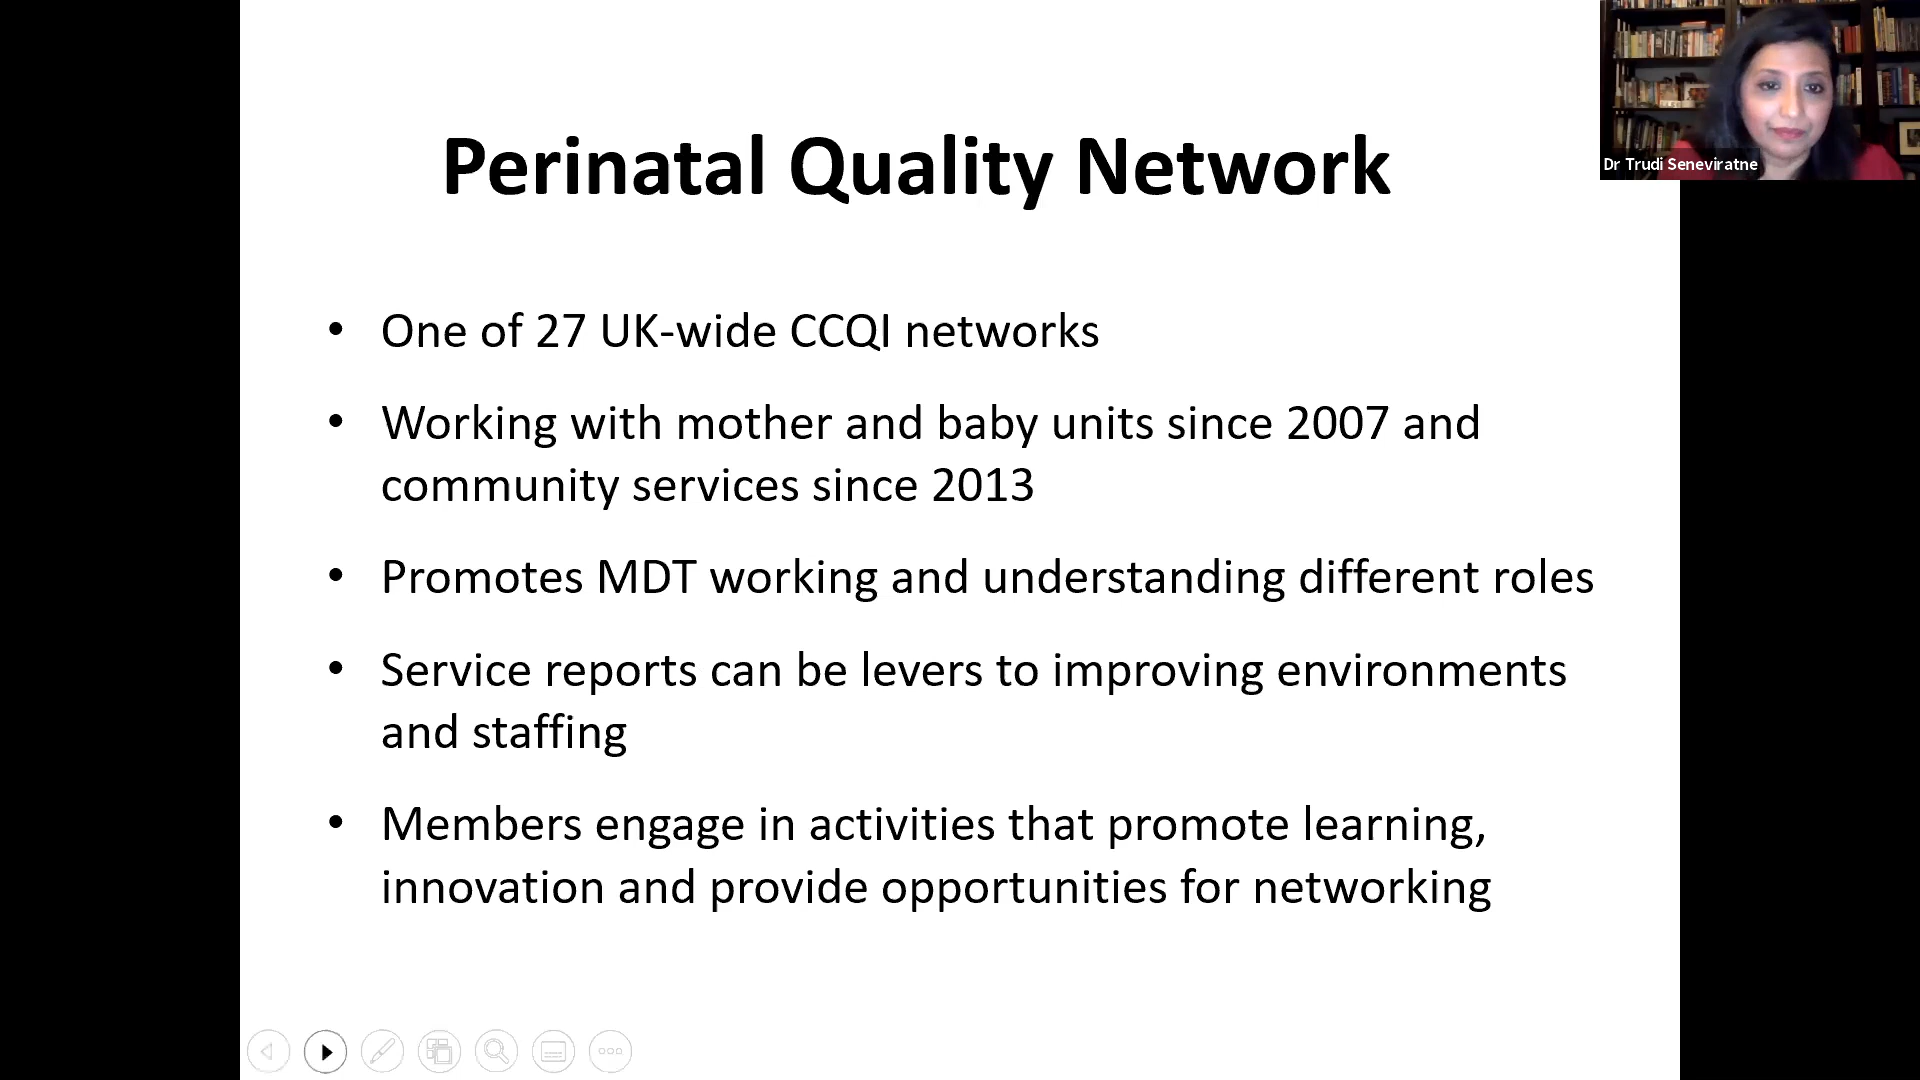 Perinatal Quality Network
Dr Trudi Seneviratne
• One of 27 UK-wide CCQI networks
• Working with mother and baby units since 2007 and
community services since 2013
• Promotes MDT working and understanding different roles
• Service reports can be levers to improving environments
and staffing
• Members engage in activities that promote learning,
innovation and provide opportunities for networking